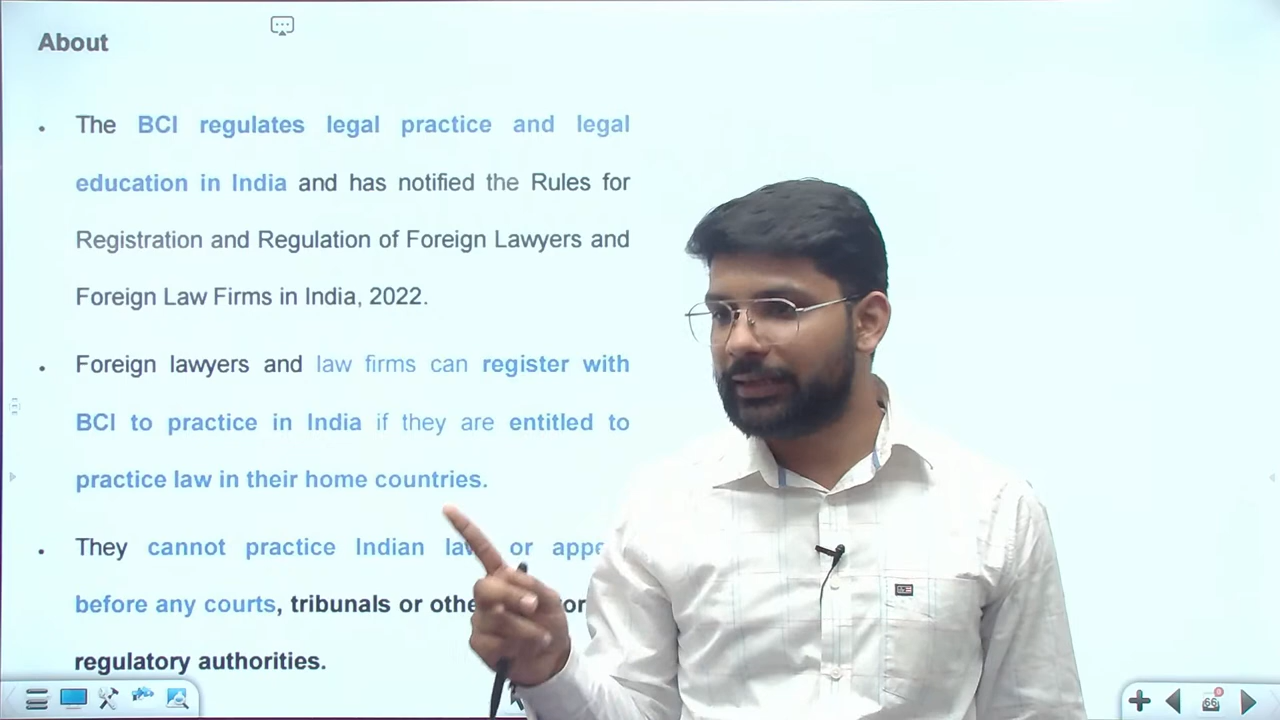 About
• The BCI regulates legal practice and legal
education in India and has notified the Rules for
Registration and Regulation of Foreign Lawyers and
Foreign Law Firms in India, 2022.
• Foreign lawyers and law firms can register with
BCI to practice in India if they are entitled to
practice law in their home countries.
• They cannot practice Indian or
before any courts, tribunals or
regulatory authorities.
66